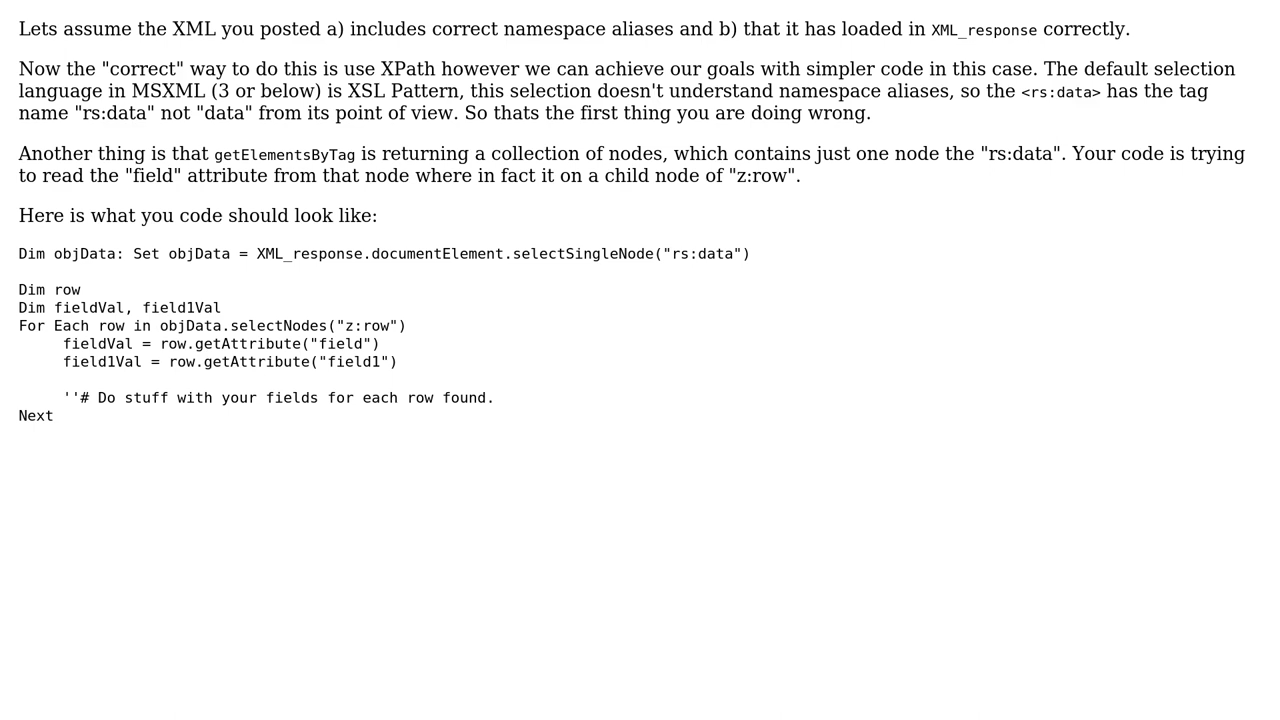 Lets assume the XML you posted a) includes correct namespace aliases and b) that it has loaded in XML_response correctly.
Now the "correct" way to do this is use XPath however we can achieve our goals with simpler code in this case. The default selection
language in MSXML (3 or below) is XSL Pattern, this selection doesn't understand namespace aliases, so the <rs:data> has the tag
name "rs:data" not "data" from its point of view. So thats the first thing you are doing wrong.
Another thing is that getElementsByTag is returning a collection of nodes, which contains just one node the "rs:data". Your code is trying
to read the "field" attribute from that node where in fact it on a child node of "z:row".
Here is what you code should look like:
Dim objData: Set objData = XML_response.documentElement.selectSingleNode("rs:data")
Dim row
Dim fieldVal, field1Val
For Each row in objData.selectNodes("z:row")
     fieldVal = row.getAttribute("field")
     field1Val = row.getAttribute("field1")
     ''# Do stuff with your fields for each row found.
Next